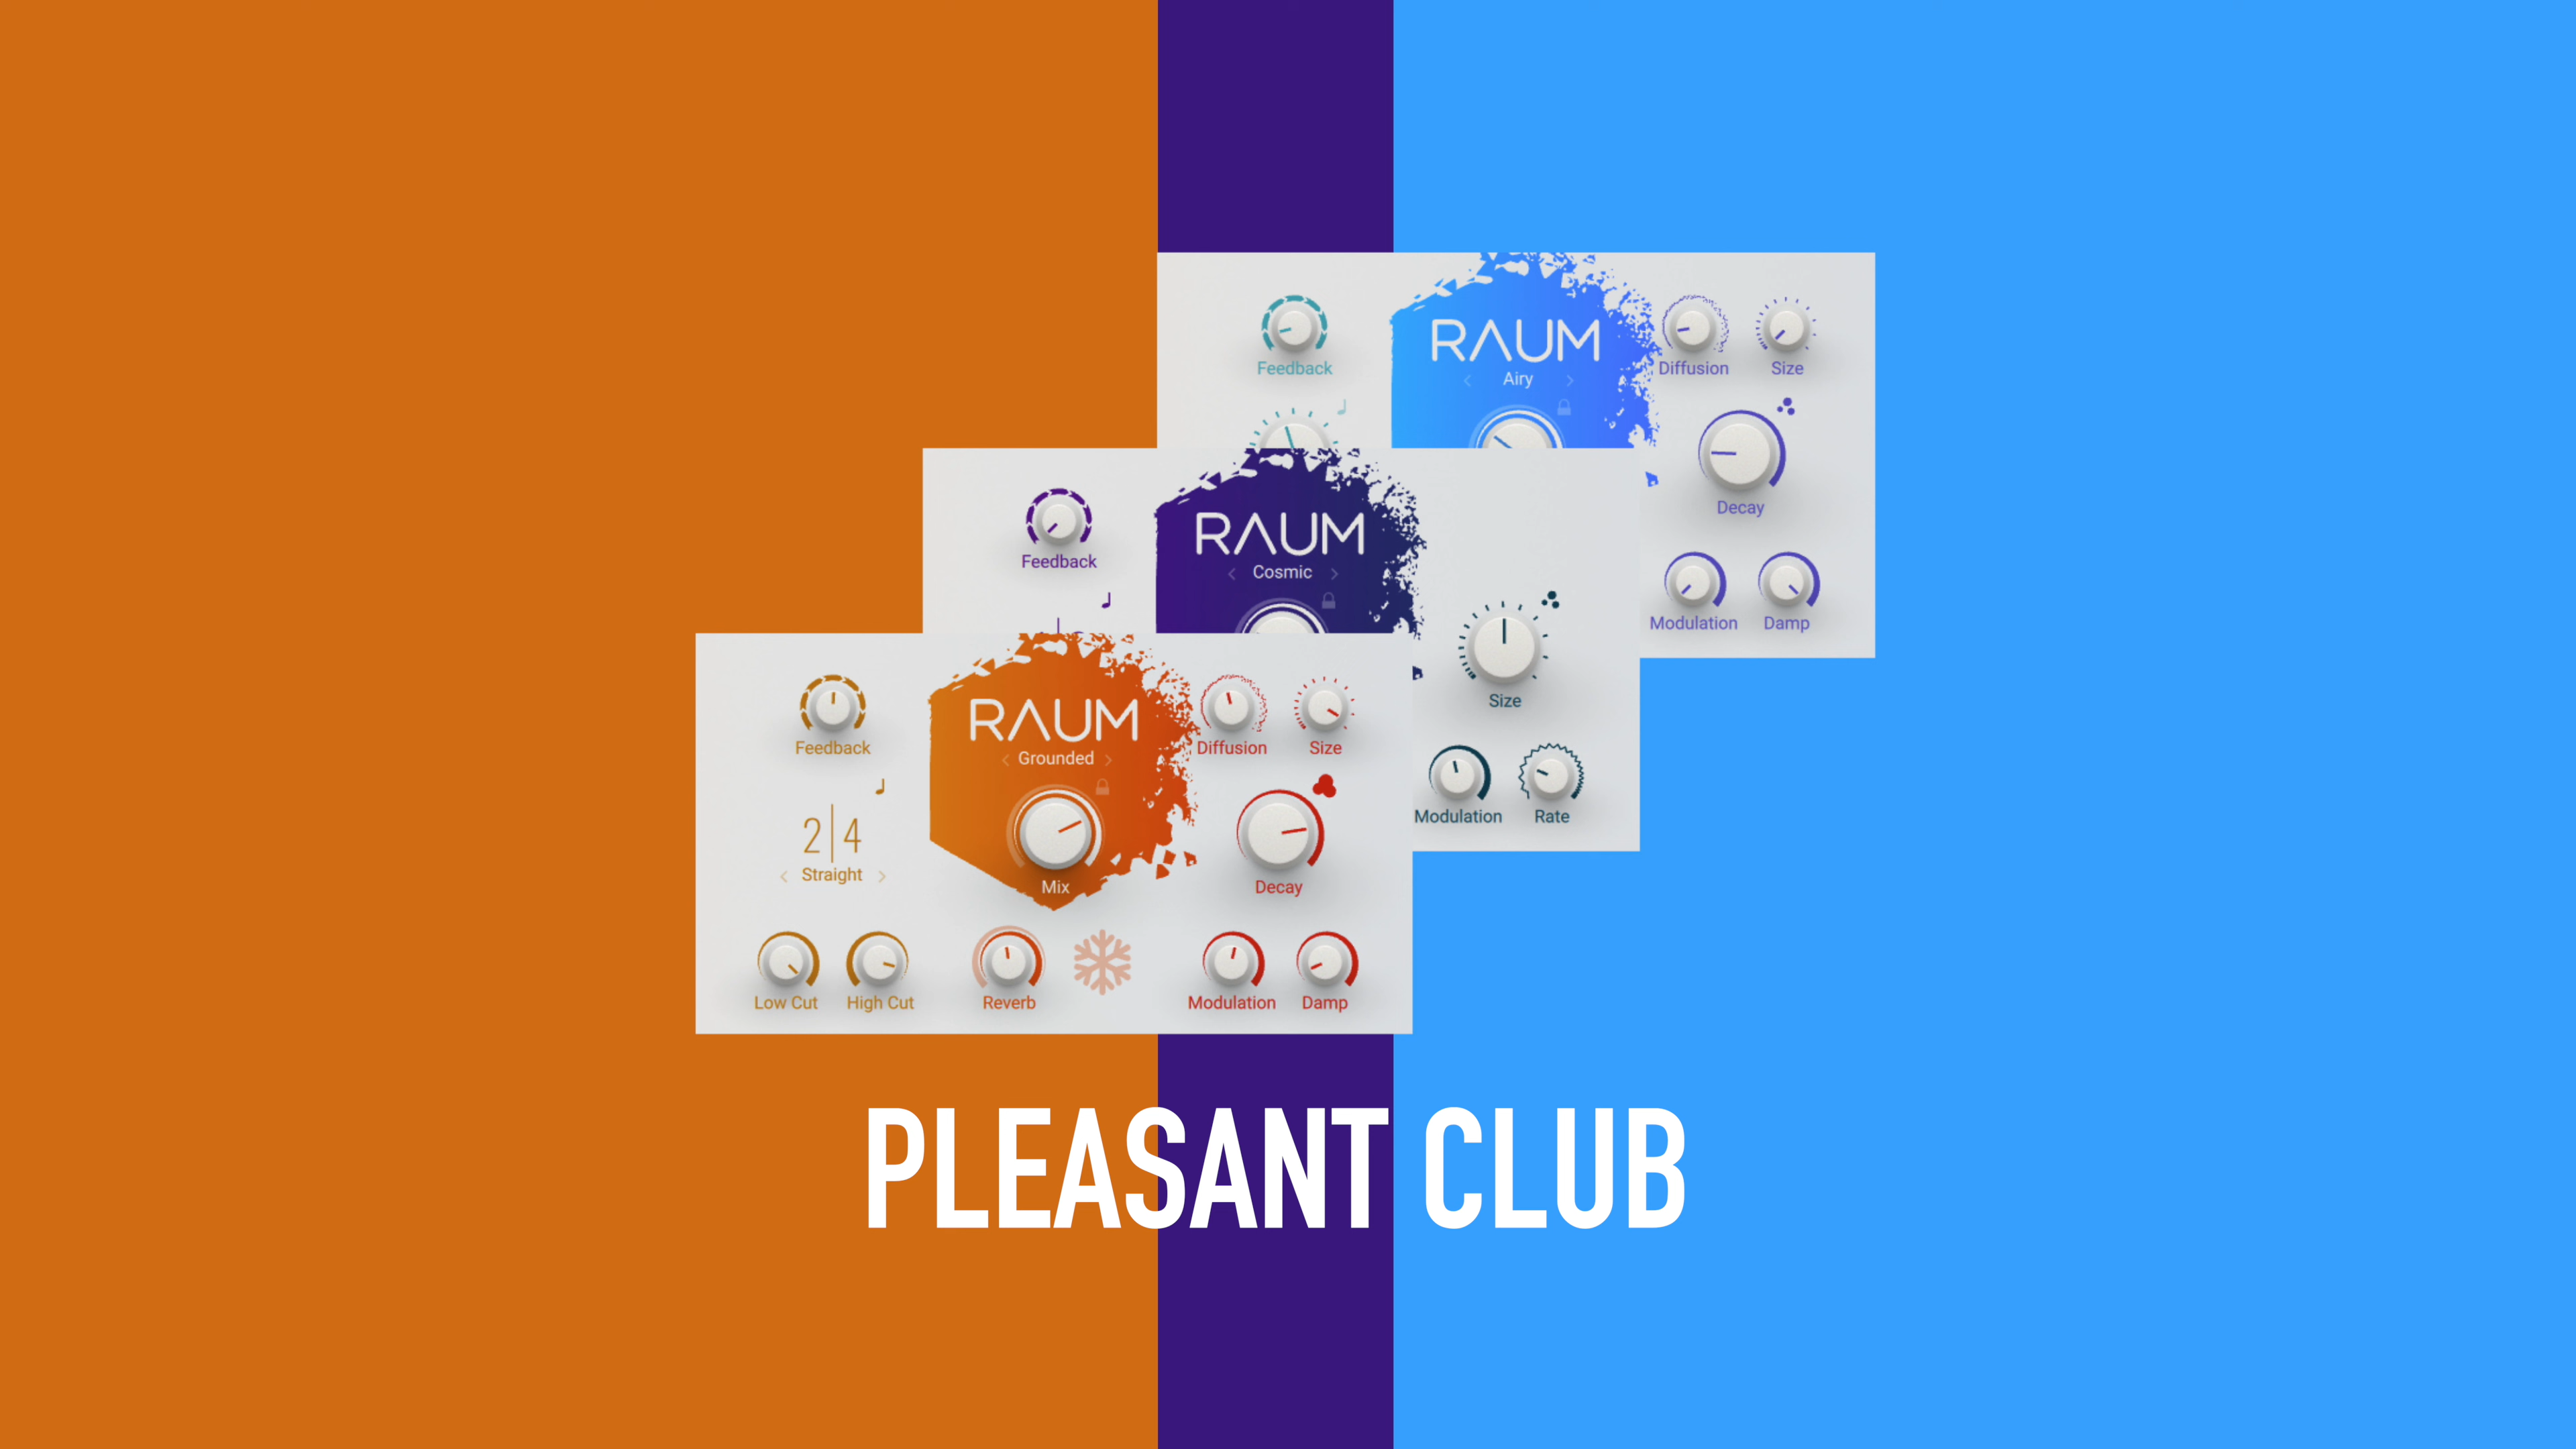 Feedback
RAUM
Airy
Diffusion Size
Decay
Modulation Damp
Feedback
RAUM
Cosmic
Size
Modulation Rate
Feedback
2|4
Straight
Low Cut High Cut
RAUM
Grounded
Mix
Reverb
Diffusion Size
Decay
Modulation Damp
PLEASANT CLUB